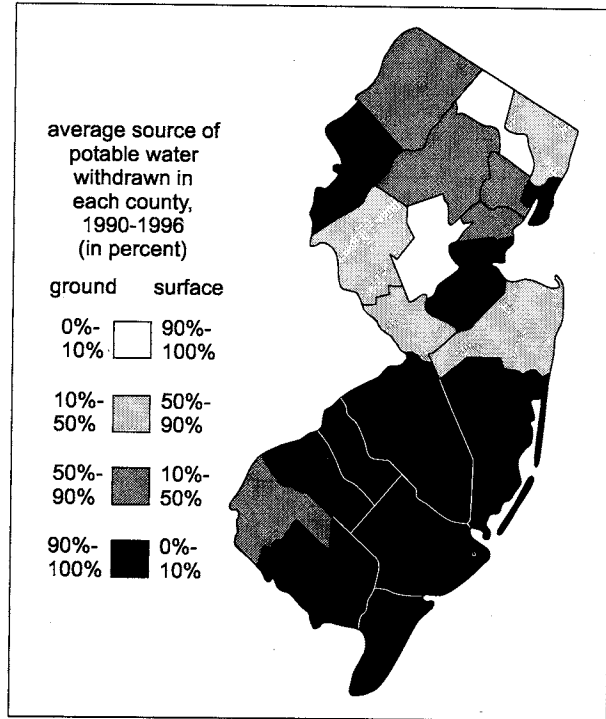 average source of
potable water
withdrawn in
each county,
1990-1996
(in percent)
ground surface
0%- 90%-
10% 100%
10%- 50%-
50% 90%
50%- 10%-
90% 50%
90%- 0%-
100% 10%